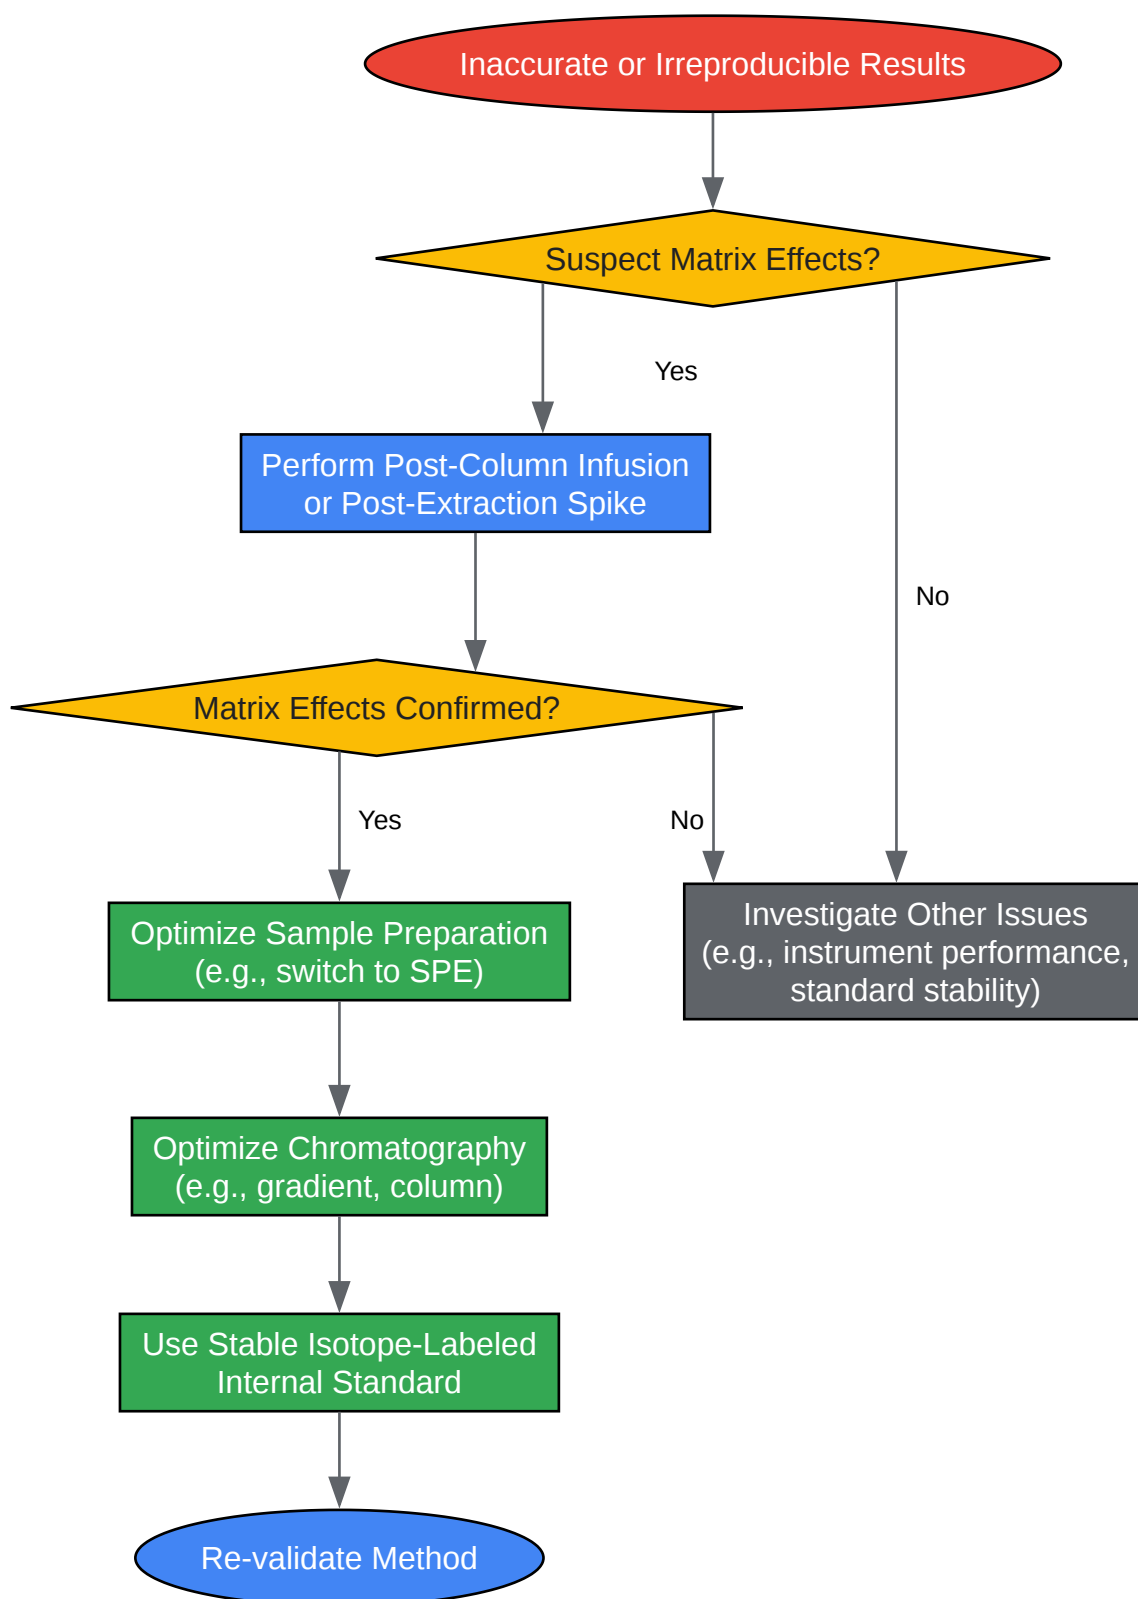 Inaccurate or Irreproducible Results
Suspect Matrix Effects?
Yes
Perform Post-Column Infusion
or Post-Extraction Spike
No
Matrix Effects Confirmed?
Yes
No
Optimize Sample Preparation
(e.g., switch to SPE)
Investigate Other Issues
(e.g., instrument performance,
standard stability)
Optimize Chromatography
(e.g., gradient, column)
Use Stable Isotope-Labeled
Internal Standard
Re-validate Method